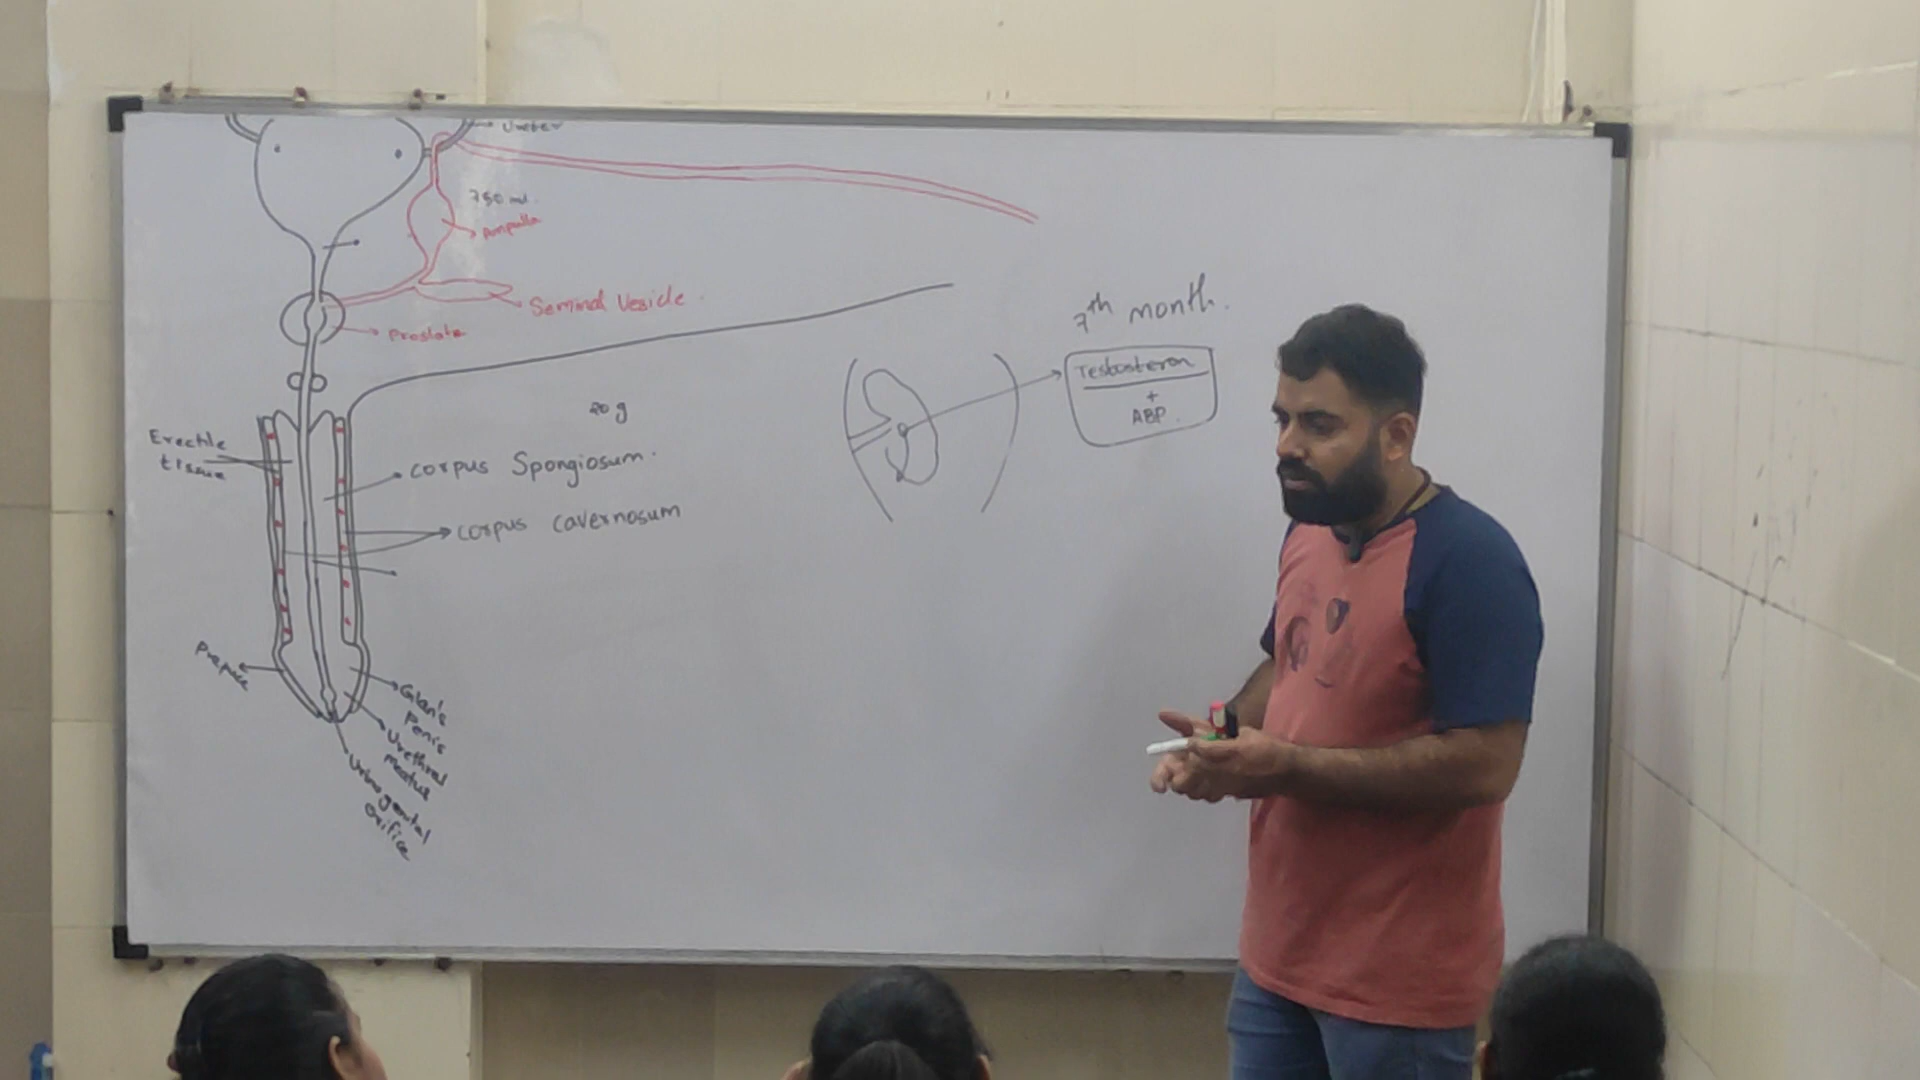 Ureter
750 ml.
Ampulla
Seminal Vesicle
Prostate
7th month.
Testosteron
+
ABP.
20 g
Erectile
tissue
corpus Spongiosum.
corpus cavernosum
Prepuce
Glan's
Penis
Urethral
meatus
Urinogenital
orifice